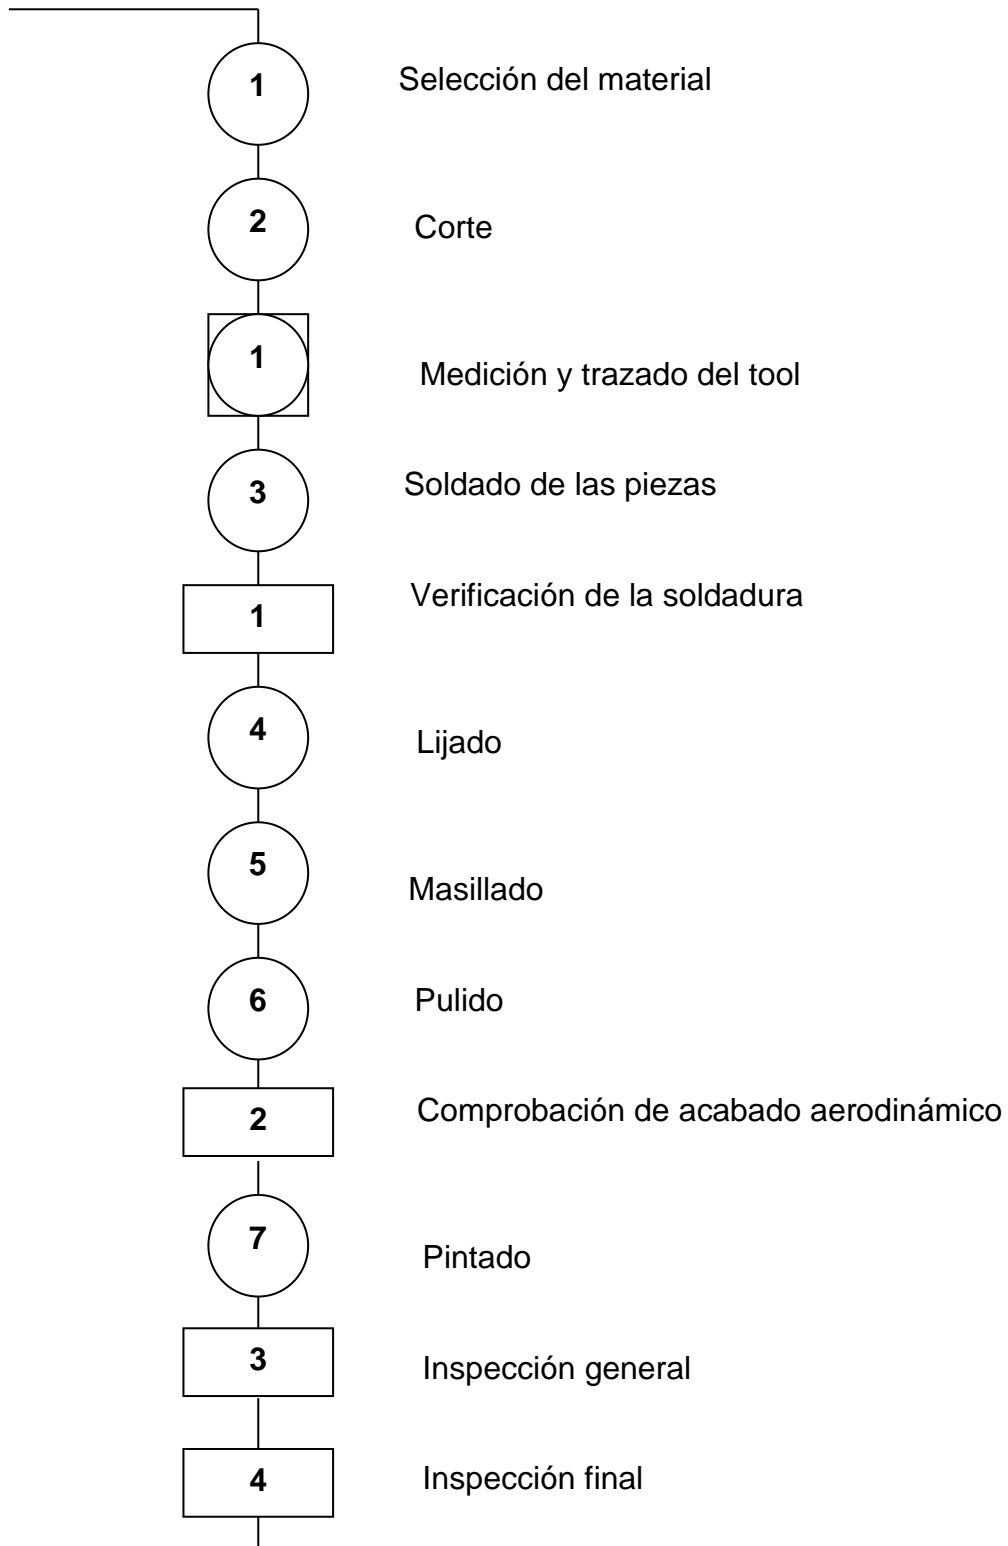 1 Selección del material
2 Corte
1 Medición y trazado del tool
3 Soldado de las piezas
1 Verificación de la soldadura
4 Lijado
5 Masillado
6 Pulido
2 Comprobación de acabado aerodinámico
7 Pintado
3 Inspección general
4 Inspección final